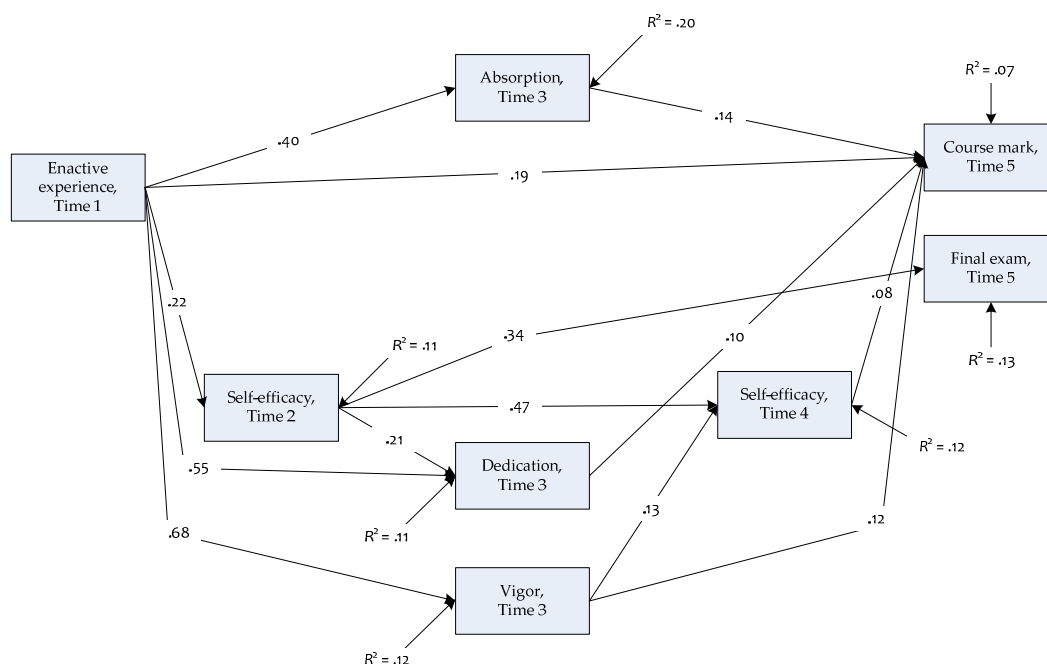 R² = .20
Absorption,
Time 3
R² = .07
.14
.40
Course mark,
Time 5
Enactive
experience,
Time 1
.19
Final exam,
Time 5
.22
.08
.34
.10
R² = .11
R² = .13
Self-efficacy,
Time 2
.47
Self-efficacy,
Time 4
.21
R² = .12
.55
Dedication,
Time 3
.13
.12
.68
R² = .11
Vigor,
Time 3
R² = .12